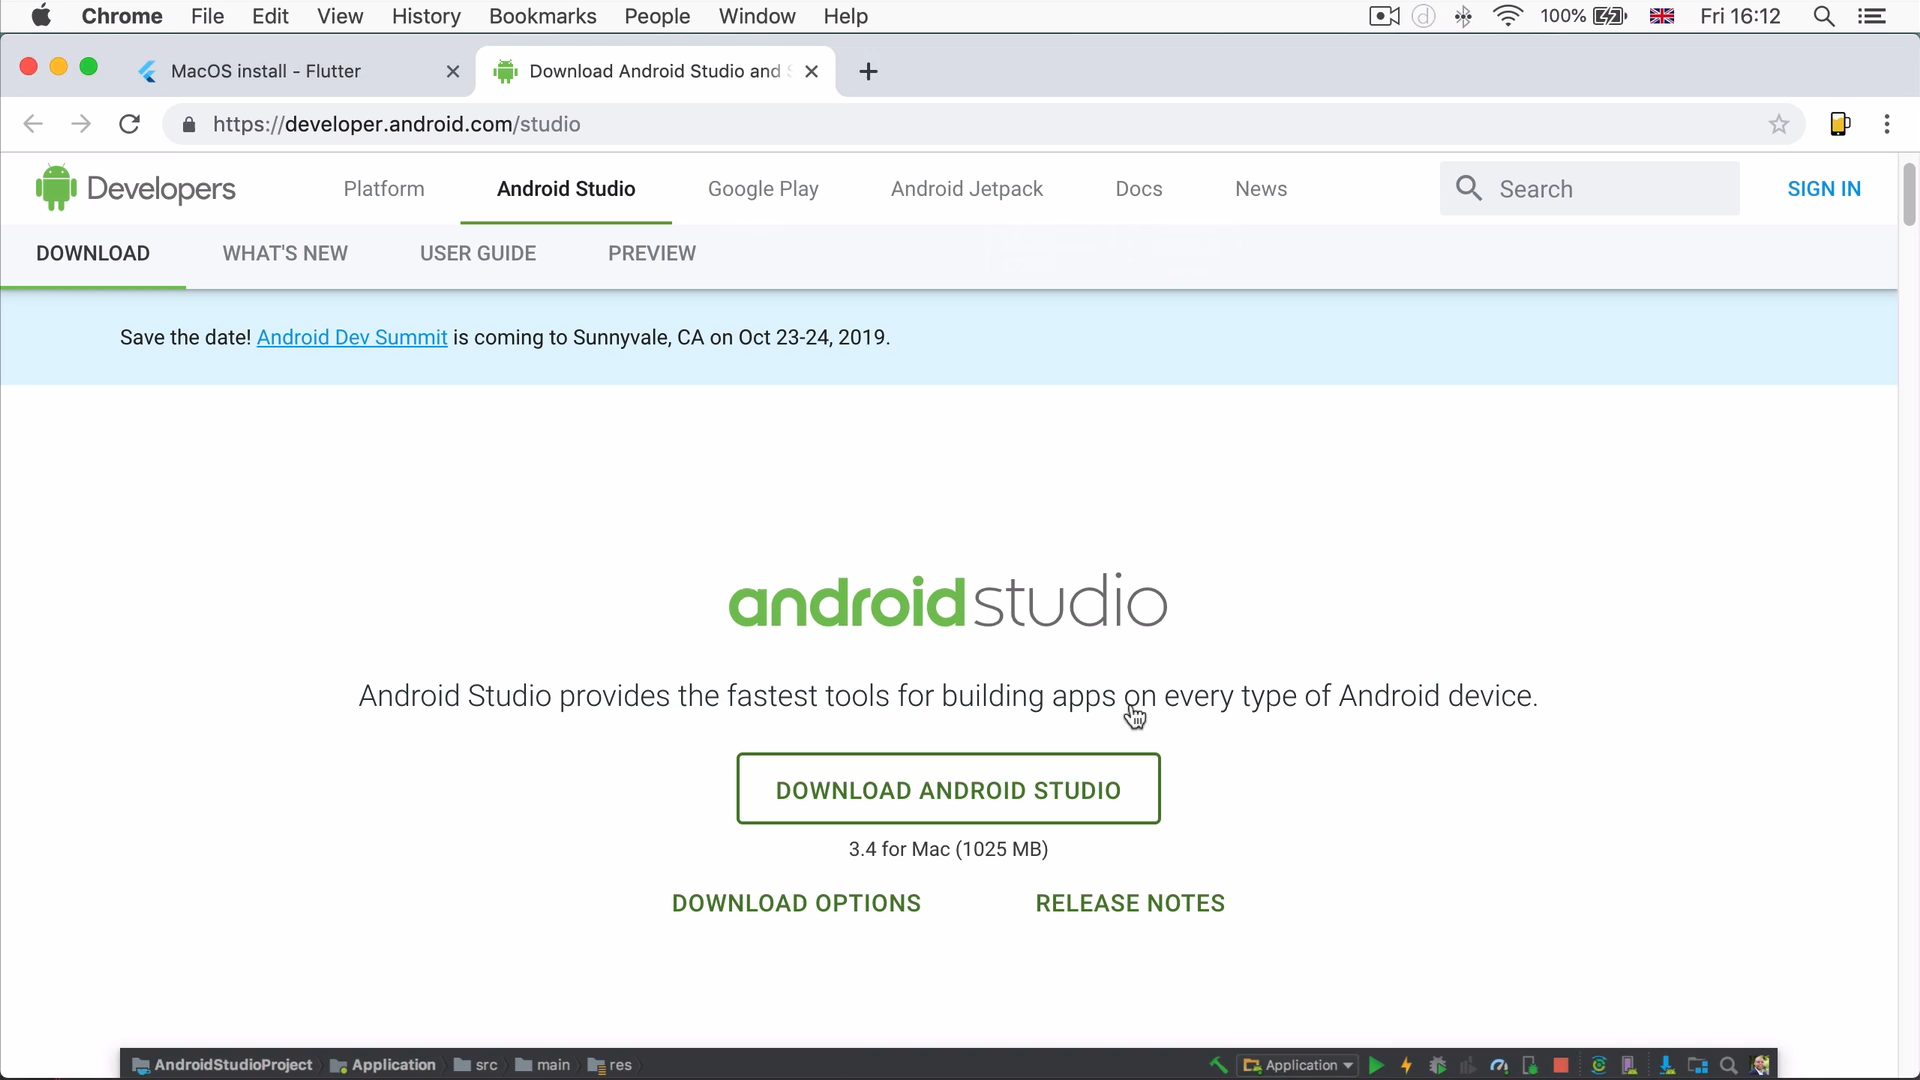 Chrome File Edit View History Bookmarks People Window Help 100% Fri 16:12
MacOS install - Flutter Download Android Studio and
https://developer.android.com/studio
Developers Platform Android Studio Google Play Android Jetpack Docs News Search SIGN IN
DOWNLOAD WHAT'S NEW USER GUIDE PREVIEW
Save the date! Android Dev Summit is coming to Sunnyvale, CA on Oct 23-24, 2019.
androidstudio
Android Studio provides the fastest tools for building apps on every type of Android device.
DOWNLOAD ANDROID STUDIO
3.4 for Mac (1025 MB)
DOWNLOAD OPTIONS RELEASE NOTES
AndroidStudioProject Application src main res Application